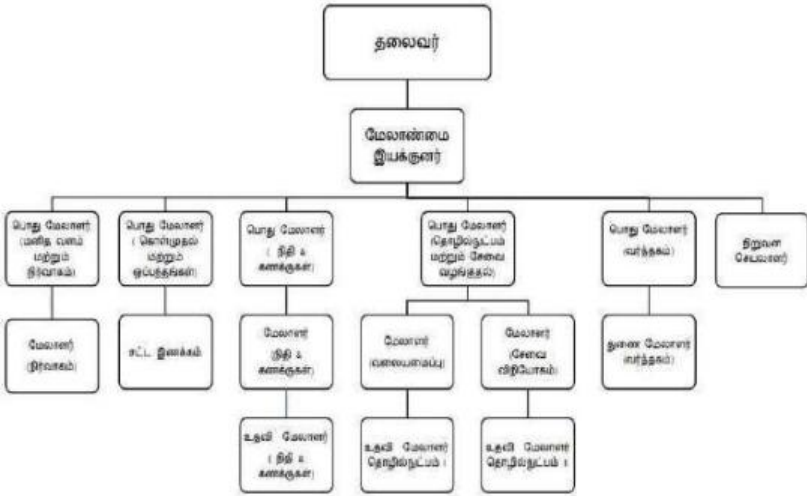 தலைவர்
மேலாண்மை
இயக்குனர்
பொது மேலாளர்
(மனித வளம்
மற்றும்
நிர்வாகம்)
பொது மேலாளர்
( கொள்முதல்
மற்றும்
ஒப்பந்தங்கள்)
பொது மேலாளர்
( நிதி &
கணக்குகள்)
பொது மேலாளர்
(தொழில்நுட்பம்
மற்றும் சேவை
வழங்குதல்)
பொது மேலாளர்
(வர்த்தகம்)
நிறுவன
செயலாளர்
மேலாளர்
(நிர்வாகம்)
சட்ட இணக்கம்
மேலாளர்
(நிதி &
கணக்குகள்)
மேலாளர்
(வலையமைப்பு)
மேலாளர்
(சேவை
விநியோகம்)
துணை மேலாளர்
(வர்த்தகம்)
உதவி மேலாளர்
( நிதி &
கணக்குகள்)
உதவி மேலாளர்
தொழில்நுட்பம் I
உதவி மேலாளர்
தொழில்நுட்பம் II